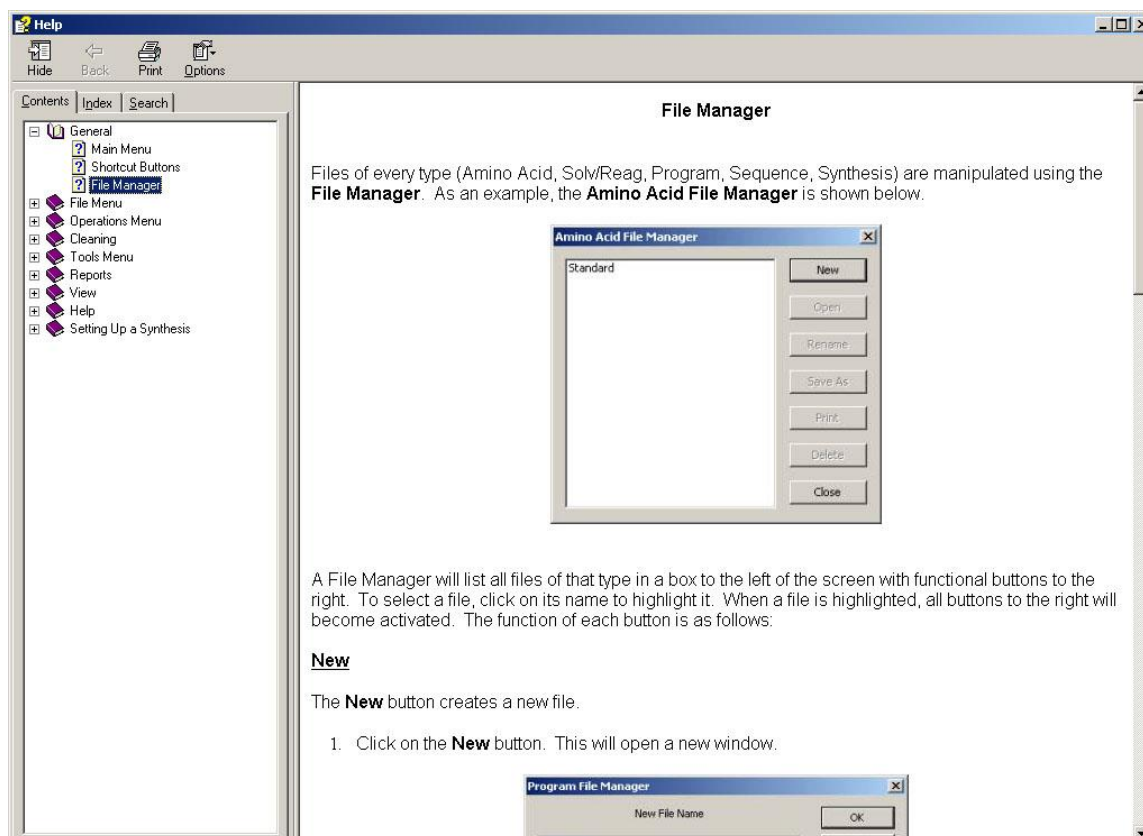 Help
Hide Back Print Options
Contents Index Search
General
Main Menu
Shortcut Buttons
File Manager
File Menu
Operations Menu
Cleaning
Tools Menu
Reports
View
Help
Setting Up a Synthesis
File Manager
Files of every type (Amino Acid, Solv/Reag, Program, Sequence, Synthesis) are manipulated using the
File Manager. As an example, the Amino Acid File Manager is shown below.
Amino Acid File Manager
Standard
New
Open
Rename
Save As
Print
Delete
Close
A File Manager will list all files of that type in a box to the left of the screen with functional buttons to the
right. To select a file, click on its name to highlight it. When a file is highlighted, all buttons to the right will
become activated. The function of each button is as follows:
New
The New button creates a new file.
1. Click on the New button. This will open a new window.
Program File Manager
New File Name
OK